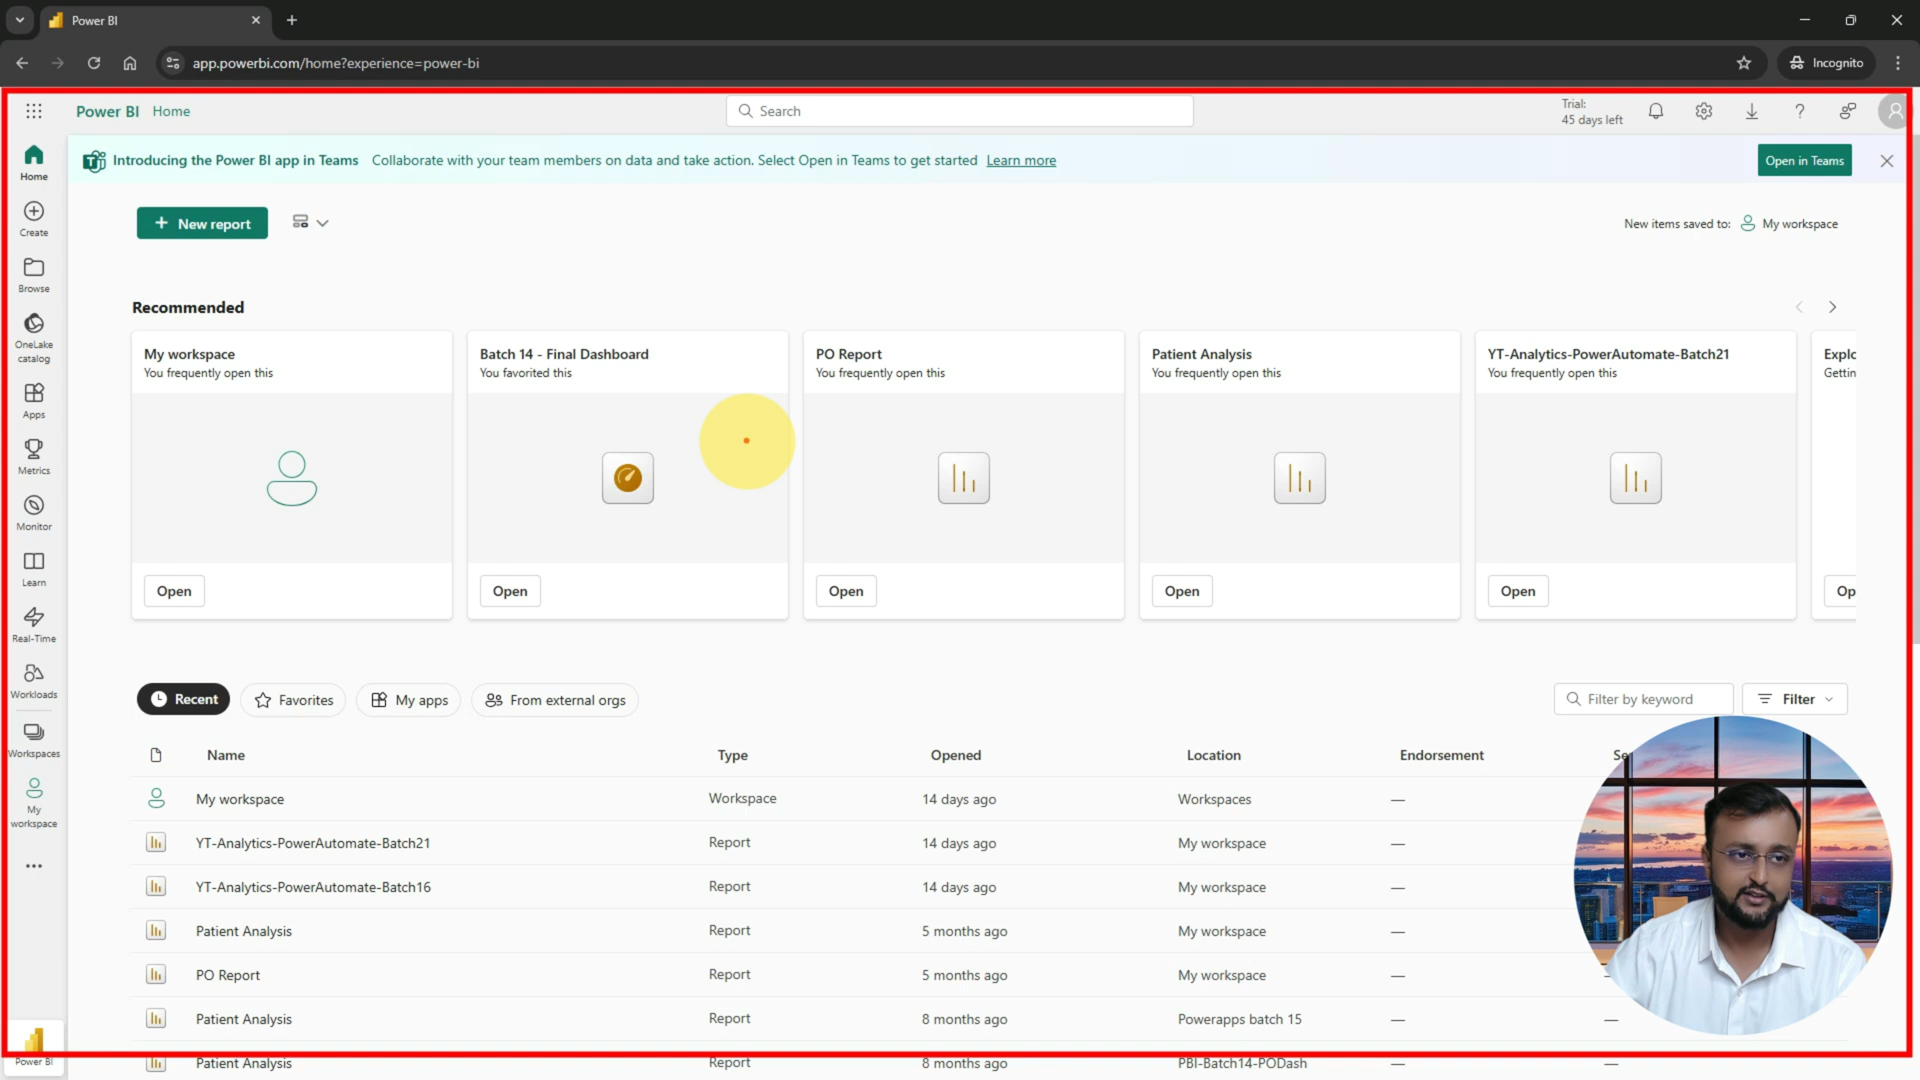 Power BI
app.powerbi.com/home?experience=power-bi
Incognito
Power BI Home
Search
Trial:
45 days left
Introducing the Power BI app in Teams Collaborate with your team members on data and take action. Select Open in Teams to get started Learn more
Open in Teams
Home
Create
Browse
OneLake
catalog
Apps
Metrics
Monitor
Learn
Real-Time
Workloads
Workspaces
My
workspace
Power BI
+ New report
New items saved to: My workspace
Recommended
My workspace
You frequently open this
Open
Batch 14 - Final Dashboard
You favorited this
Open
PO Report
You frequently open this
Open
Patient Analysis
You frequently open this
Open
YT-Analytics-PowerAutomate-Batch21
You frequently open this
Open
Explo
Gettin
Op
Recent Favorites My apps From external orgs
Filter by keyword Filter
Name Type Opened Location Endorsement Se
My workspace Workspace 14 days ago Workspaces —
YT-Analytics-PowerAutomate-Batch21 Report 14 days ago My workspace —
YT-Analytics-PowerAutomate-Batch16 Report 14 days ago My workspace —
Patient Analysis Report 5 months ago My workspace —
PO Report Report 5 months ago My workspace —
Patient Analysis Report 8 months ago Powerapps batch 15 — —
Patient Analysis Report 8 months ago PBI-Batch14-PODash — —